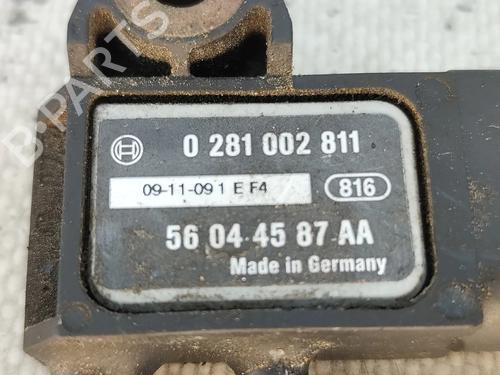 B-PARTS
0 281 002 811
09-11-09 1 E F4
816
56 04 45 87 AA
Made in Germany